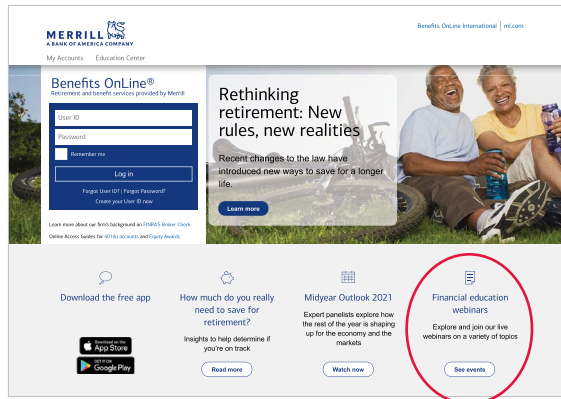 MERRILL
A BANK OF AMERICA COMPANY
Benefits OnLine International | ml.com
My Accounts Education Center
Benefits OnLine®
Retirement and benefit services provided by Merrill
User ID
Password
Remember me
Log in
Forgot User ID? | Forgot Password?
Create your User ID now
Learn more about our firm's background on FINRA'S Broker Check.
Online Access Guides for 401(k) accounts and Equity Awards.
Rethinking
retirement: New
rules, new realities
Recent changes to the law have
introduced new ways to save for a longer
life.
Learn more
Download the free app
Download on the
App Store
GET IT ON
Google Play
How much do you really
need to save for
retirement?
Insights to help determine if
you're on track
Read more
Midyear Outlook 2021
Expert panelists explore how
the rest of the year is shaping
up for the economy and the
markets
Watch now
Financial education
webinars
Explore and join our live
webinars on a variety of topics
See events